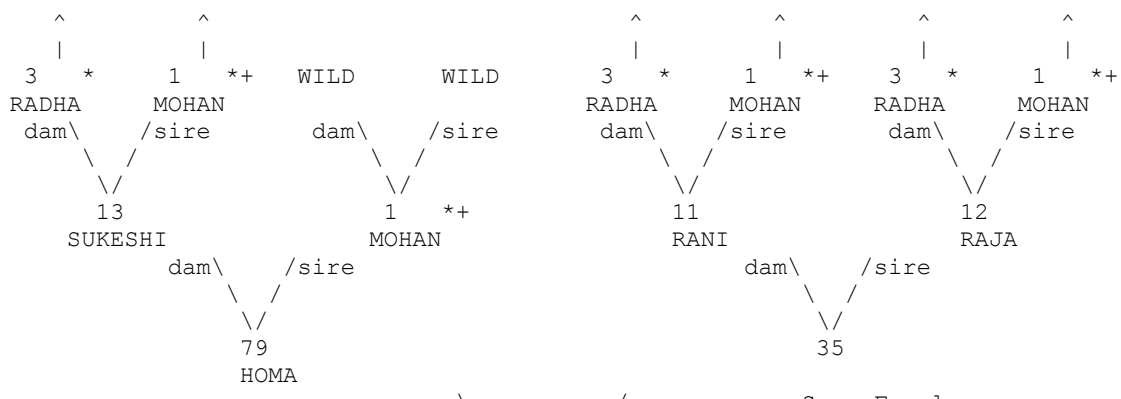 ^ ^ ^ ^ ^ ^
| | | | | |
3 * 1 *+ WILD WILD 3 * 1 *+ 3 * 1 *+
RADHA MOHAN RADHA MOHAN RADHA MOHAN
dam\ /sire dam\ /sire dam\ /sire dam\ /sire
\ / \ / \ / \ /
\/ \/ \/ \/
13 1 *+ 11 12
SUKESHI MOHAN RANI RAJA
dam\ /sire dam\ /sire
\ / \ /
\/ \/
79 35
HOMA